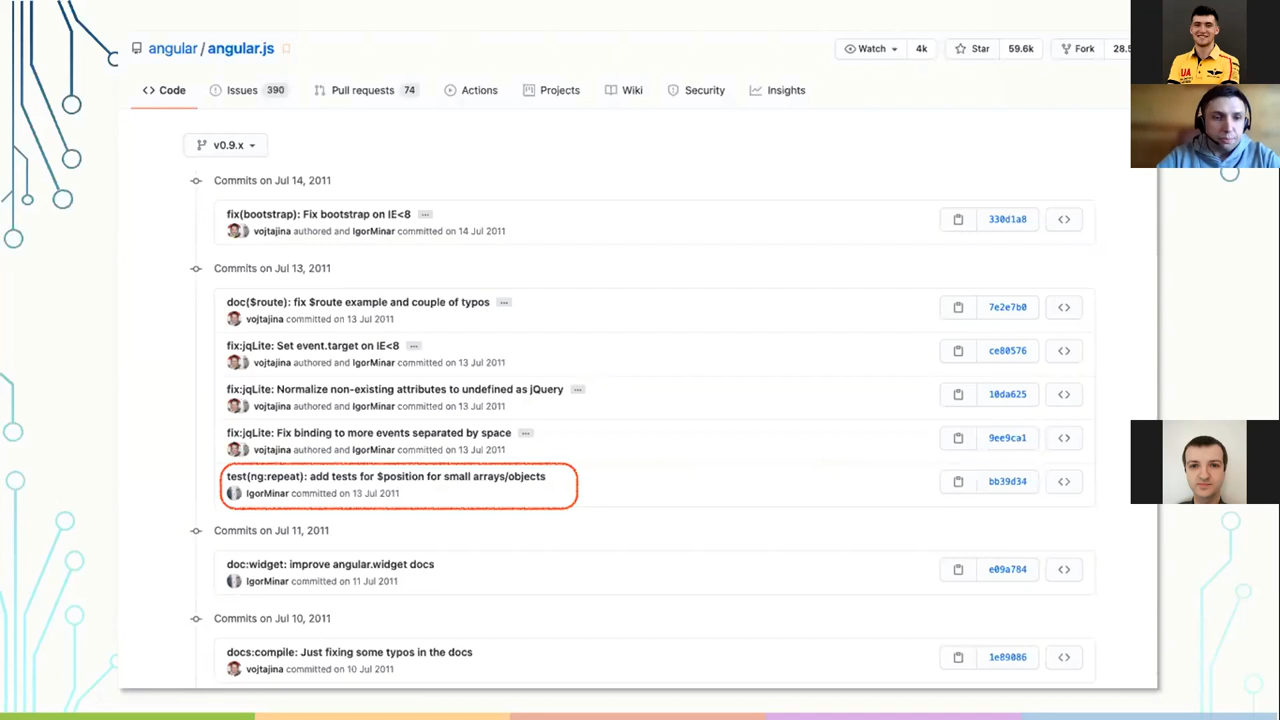 angular / angular.js
Watch 4k Star 59.6k Fork 28.5
Code Issues 390 Pull requests 74 Actions Projects Wiki Security Insights
v0.9.x
Commits on Jul 14, 2011
fix(bootstrap): Fix bootstrap on IE<8 ...
vojtajina authored and IgorMinar committed on 14 Jul 2011
330d1a8
Commits on Jul 13, 2011
doc($route): fix $route example and couple of typos ...
vojtajina committed on 13 Jul 2011
7e2e7b0
fix:jqLite: Set event.target on IE<8 ...
vojtajina authored and IgorMinar committed on 13 Jul 2011
ce80576
fix:jqLite: Normalize non-existing attributes to undefined as jQuery ...
vojtajina authored and IgorMinar committed on 13 Jul 2011
10da625
fix:jqLite: Fix binding to more events separated by space ...
vojtajina authored and IgorMinar committed on 13 Jul 2011
9ee9ca1
test(ng:repeat): add tests for $position for small arrays/objects
IgorMinar committed on 13 Jul 2011
bb39d34
Commits on Jul 11, 2011
doc:widget: improve angular.widget docs
IgorMinar committed on 11 Jul 2011
e09a784
Commits on Jul 10, 2011
docs:compile: Just fixing some typos in the docs
vojtajina committed on 10 Jul 2011
1e89086
UA